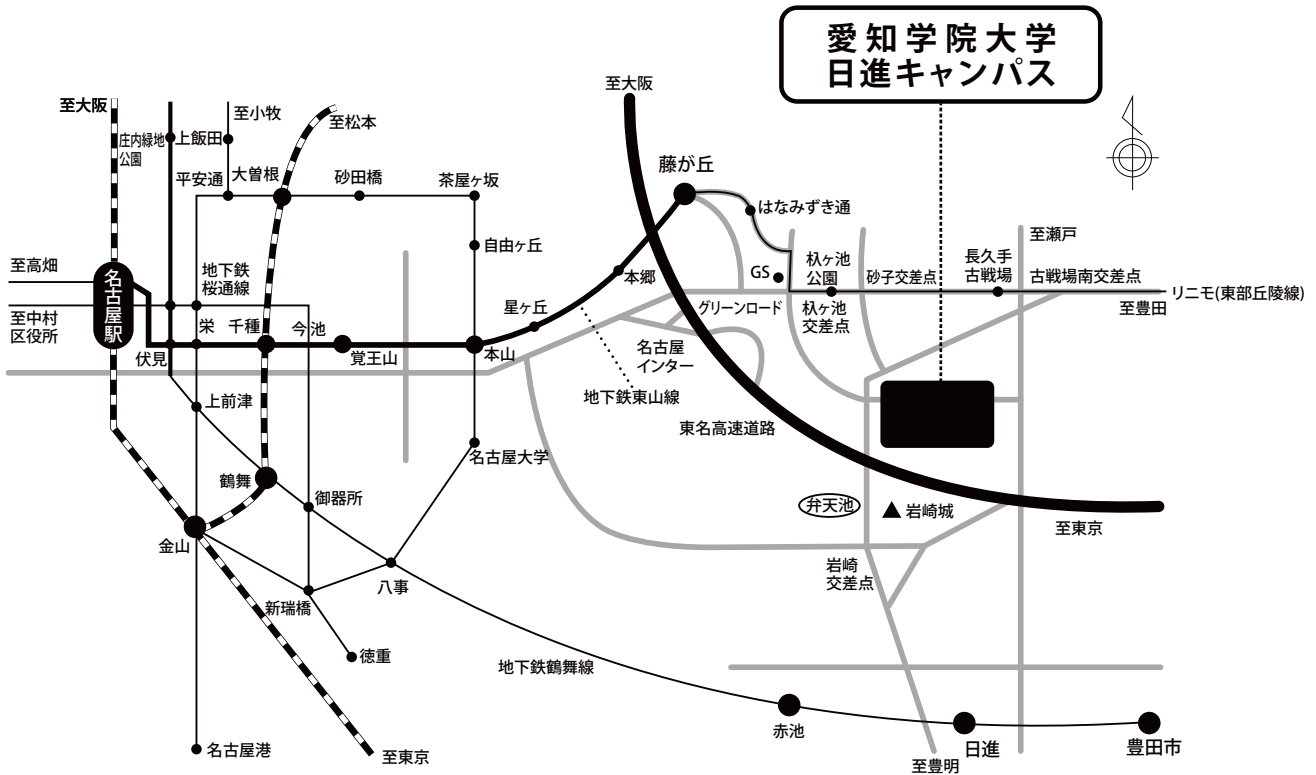 愛知学院大学
日進キャンパス
至大阪
至小牧
至松本
至大阪
庄内緑地
公園
上飯田
平安通
大曽根
砂田橋
茶屋ヶ坂
藤が丘
はなみずき通
自由ヶ丘
至瀬戸
至高畑
名古屋駅
地下鉄
桜通線
本郷
GS
杁ヶ池
公園
砂子交差点
長久手
古戦場
古戦場南交差点
リニモ(東部丘陵線)
至豊田
至中村
区役所
伏見
栄
千種
今池
覚王山
本山
星ヶ丘
グリーンロード
杁ヶ池
交差点
名古屋
インター
地下鉄東山線
東名高速道路
上前津
名古屋大学
鶴舞
御器所
弁天池
岩崎城
至東京
金山
八事
岩崎
交差点
新瑞橋
徳重
地下鉄鶴舞線
赤池
日進
豊田市
名古屋港
至東京
至豊明